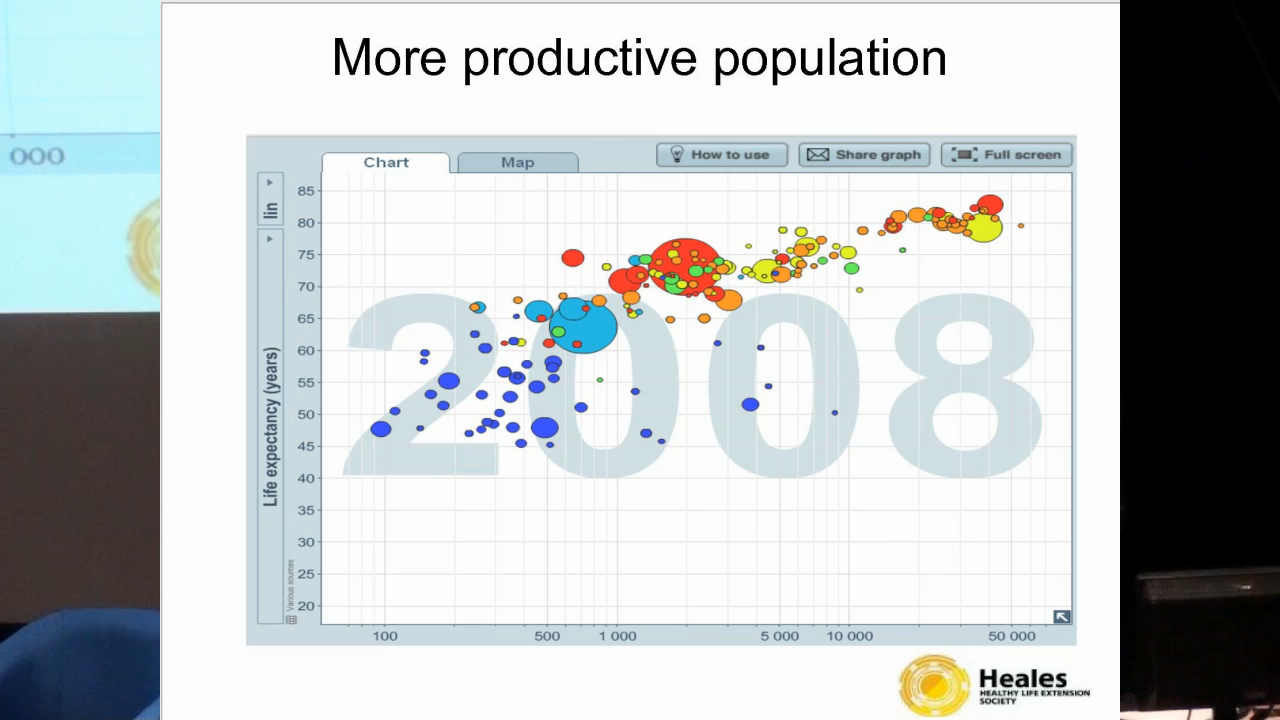 More productive population
000
Chart
Map
How to use
Share graph
Full screen
lin
Life expectancy (years)
Various sources
2008
85
80
75
70
65
60
55
50
45
40
35
30
25
20
100
500
1 000
5 000
10 000
50 000
Heales
HEALTHY LIFE EXTENSION
SOCIETY